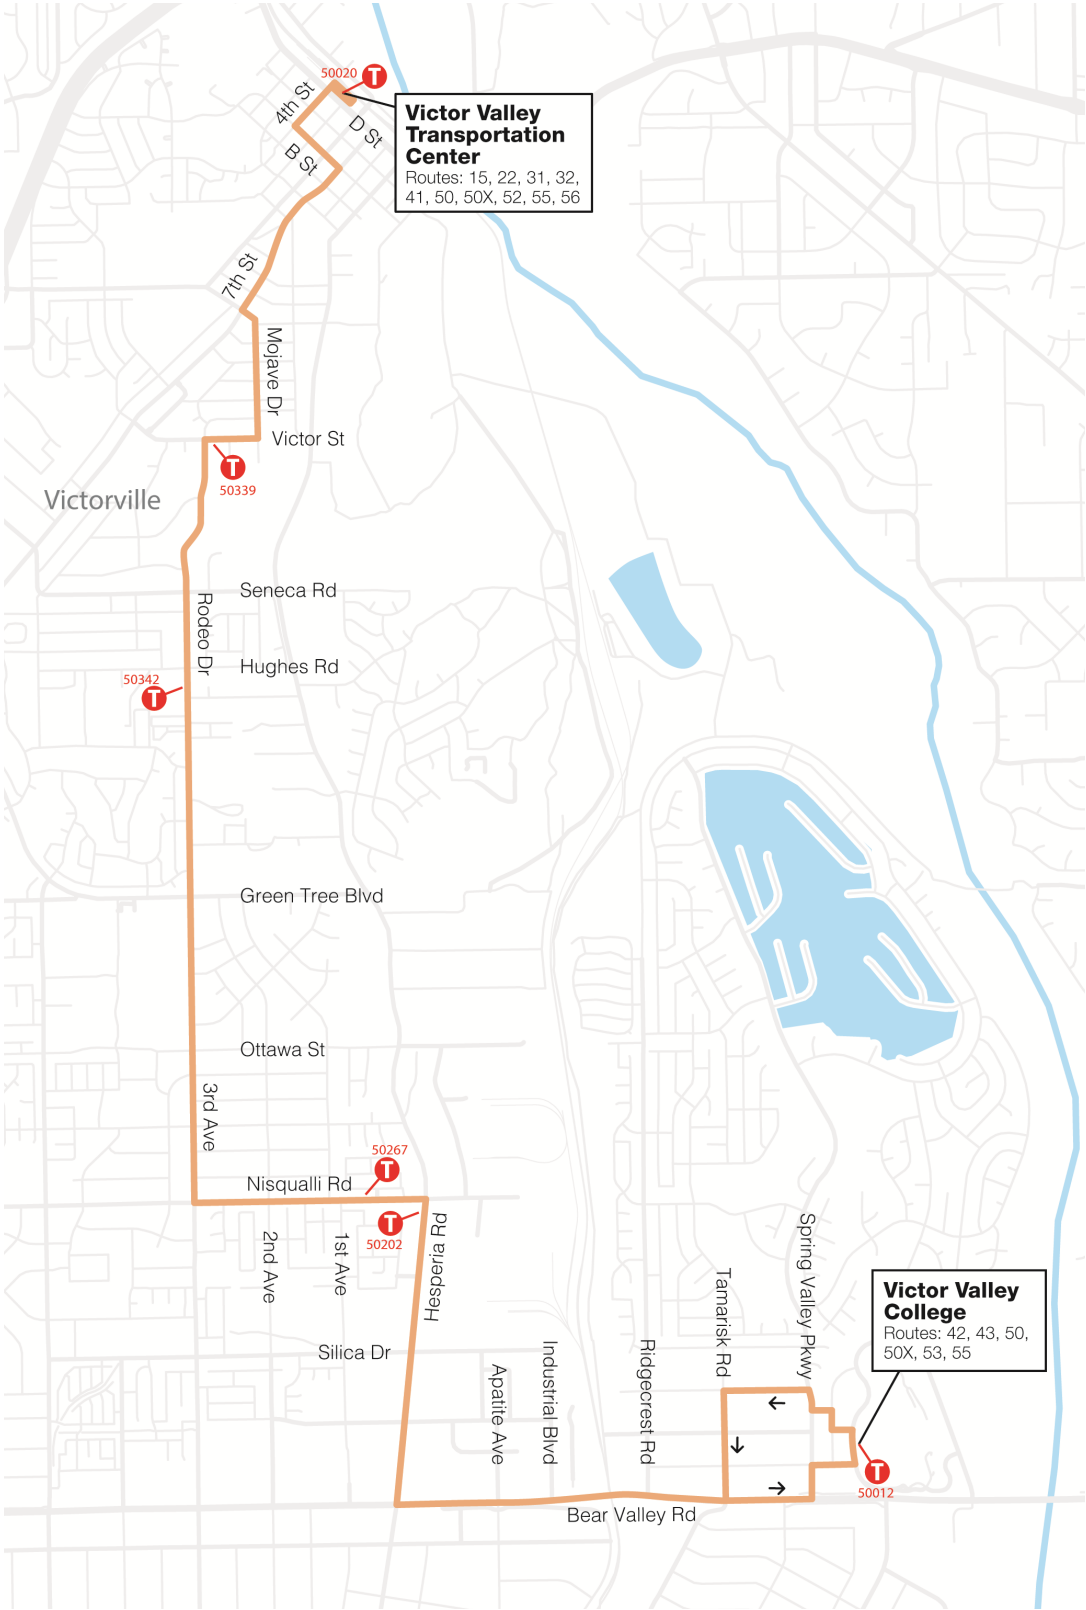 50020
T
4th St
D St
B St
Victor Valley
Transportation
Center
Routes: 15, 22, 31, 32,
41, 50, 50X, 52, 55, 56
7th St
Mojave Dr
Victor St
T
50339
Victorville
Seneca Rd
Rodeo Dr
Hughes Rd
50342
T
Green Tree Blvd
Ottawa St
3rd Ave
50267
T
Nisqualli Rd
T
50202
Hesperia Rd
2nd Ave
1st Ave
Spring Valley Pkwy
Tamarisk Rd
Victor Valley
College
Routes: 42, 43, 50,
50X, 53, 55
Silica Dr
Apatite Ave
Industrial Blvd
Ridgecrest Rd
T
50012
Bear Valley Rd